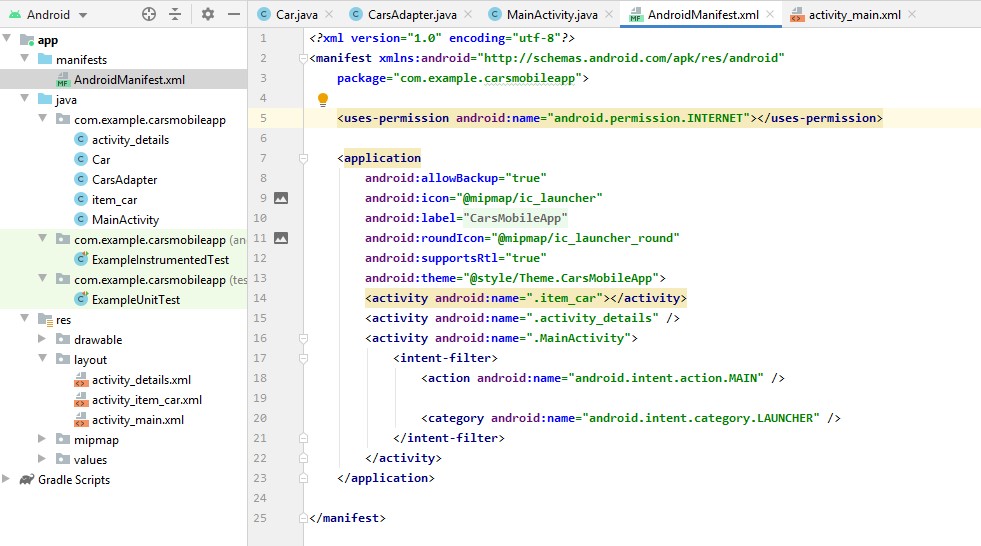 Android
Car.java
CarsAdapter.java
MainActivity.java
AndroidManifest.xml
activity_main.xml
app
manifests
AndroidManifest.xml
java
com.example.carsmobileapp
activity_details
Car
CarsAdapter
item_car
MainActivity
com.example.carsmobileapp (an
ExampleInstrumentedTest
com.example.carsmobileapp (tes
ExampleUnitTest
res
drawable
layout
activity_details.xml
activity_item_car.xml
activity_main.xml
mipmap
values
Gradle Scripts
1 <?xml version="1.0" encoding="utf-8"?>
2 <manifest xmlns:android="http://schemas.android.com/apk/res/android"
3 package="com.example.carsmobileapp">
4
5 <uses-permission android:name="android.permission.INTERNET"></uses-permission>
6
7 <application
8 android:allowBackup="true"
9 android:icon="@mipmap/ic_launcher"
10 android:label="CarsMobileApp"
11 android:roundIcon="@mipmap/ic_launcher_round"
12 android:supportsRtl="true"
13 android:theme="@style/Theme.CarsMobileApp">
14 <activity android:name=".item_car"></activity>
15 <activity android:name=".activity_details" />
16 <activity android:name=".MainActivity">
17 <intent-filter>
18 <action android:name="android.intent.action.MAIN" />
19
20 <category android:name="android.intent.category.LAUNCHER" />
21 </intent-filter>
22 </activity>
23 </application>
24
25 </manifest>